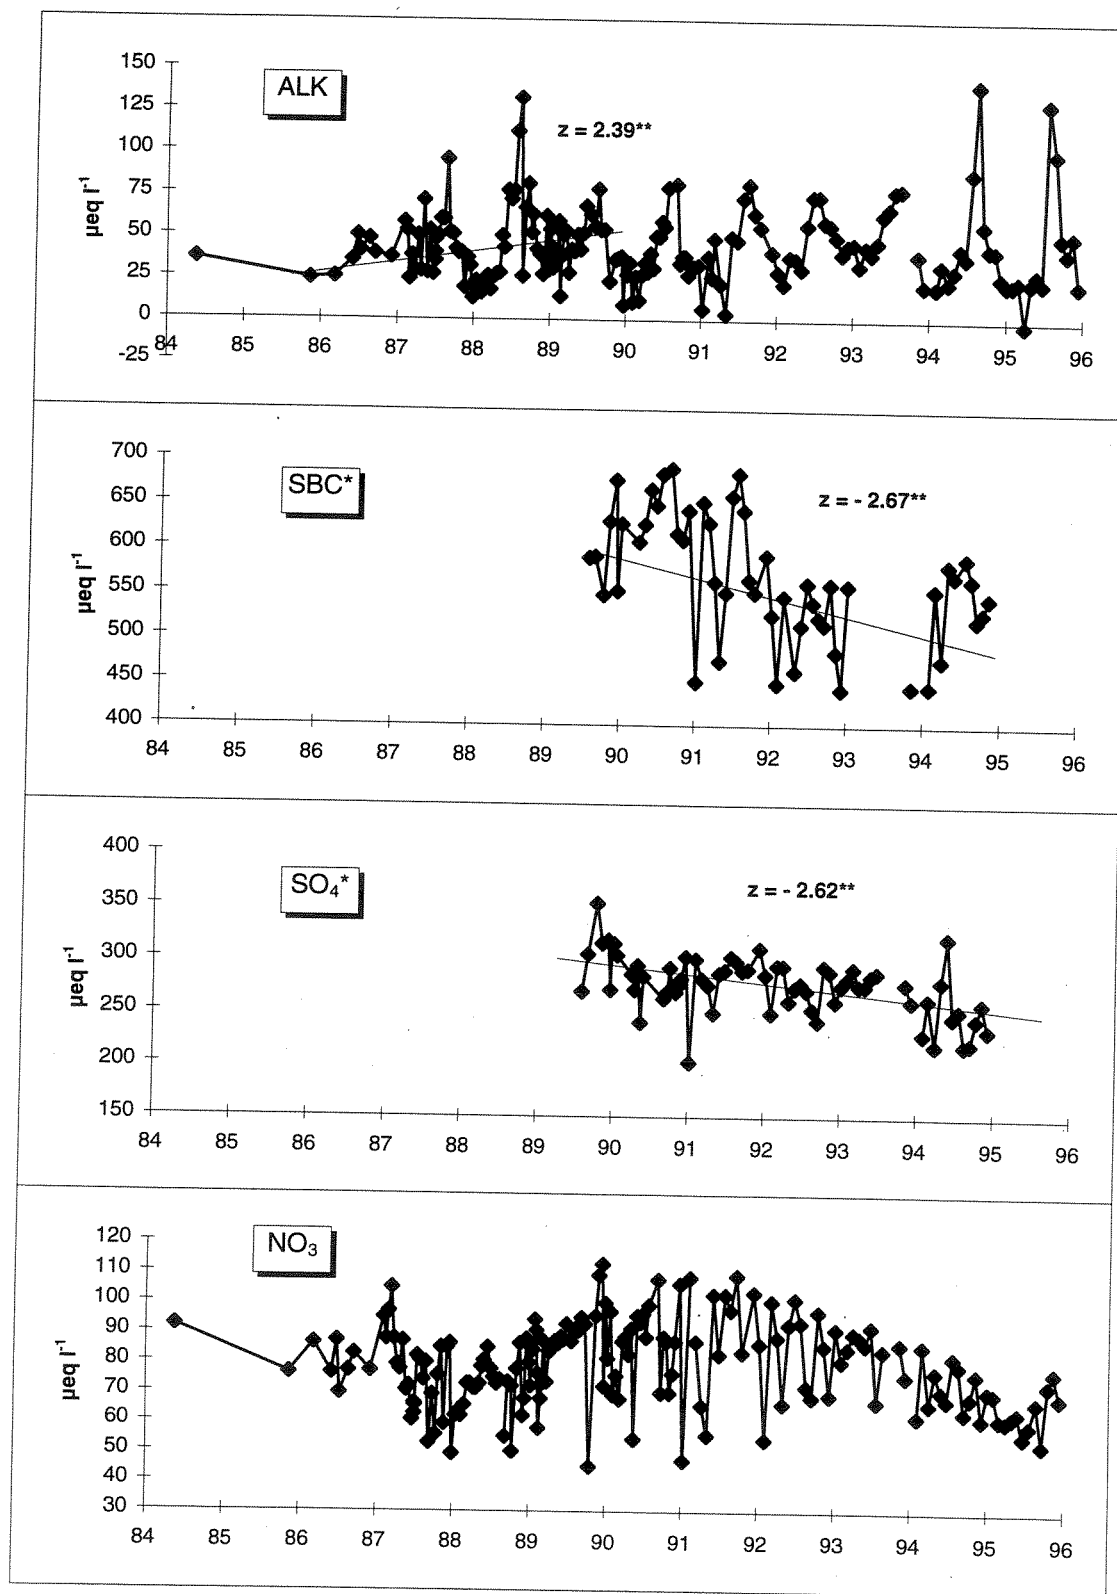 150
ALK
125
z = 2.39**
100
75
µeq l⁻¹
50
25
0
-25
84 85 86 87 88 89 90 91 92 93 94 95 96
700
SBC*
650
z = - 2.67**
600
µeq l⁻¹
550
500
450
400
84 85 86 87 88 89 90 91 92 93 94 95 96
400
SO₄*
350
z = - 2.62**
300
µeq l⁻¹
250
200
150
84 85 86 87 88 89 90 91 92 93 94 95 96
120
NO₃
110
100
90
µeq l⁻¹
80
70
60
50
40
30
84 85 86 87 88 89 90 91 92 93 94 95 96